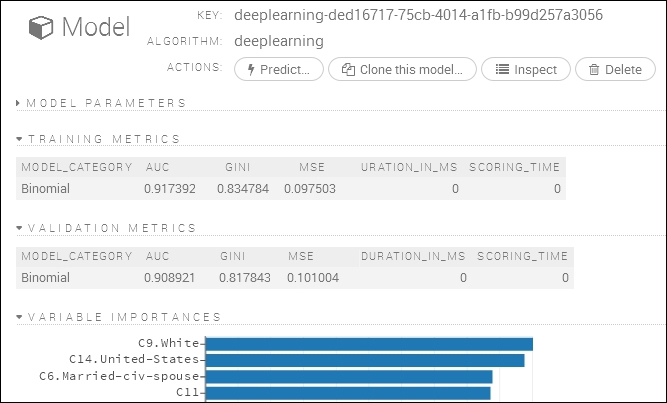 Model
KEY: deeplearning-ded16717-75cb-4014-a1fb-b99d257a3056
ALGORITHM: deeplearning
ACTIONS: Predict... Clone this model... Inspect Delete
MODEL PARAMETERS
TRAINING METRICS
MODEL_CATEGORY AUC GINI MSE URATION_IN_MS SCORING_TIME
Binomial 0.917392 0.834784 0.097503 0 0
VALIDATION METRICS
MODEL_CATEGORY AUC GINI MSE DURATION_IN_MS SCORING_TIME
Binomial 0.908921 0.817843 0.101004 0 0
VARIABLE IMPORTANCES
C9.White
C14.United-States
C6.Married-civ-spouse
C11